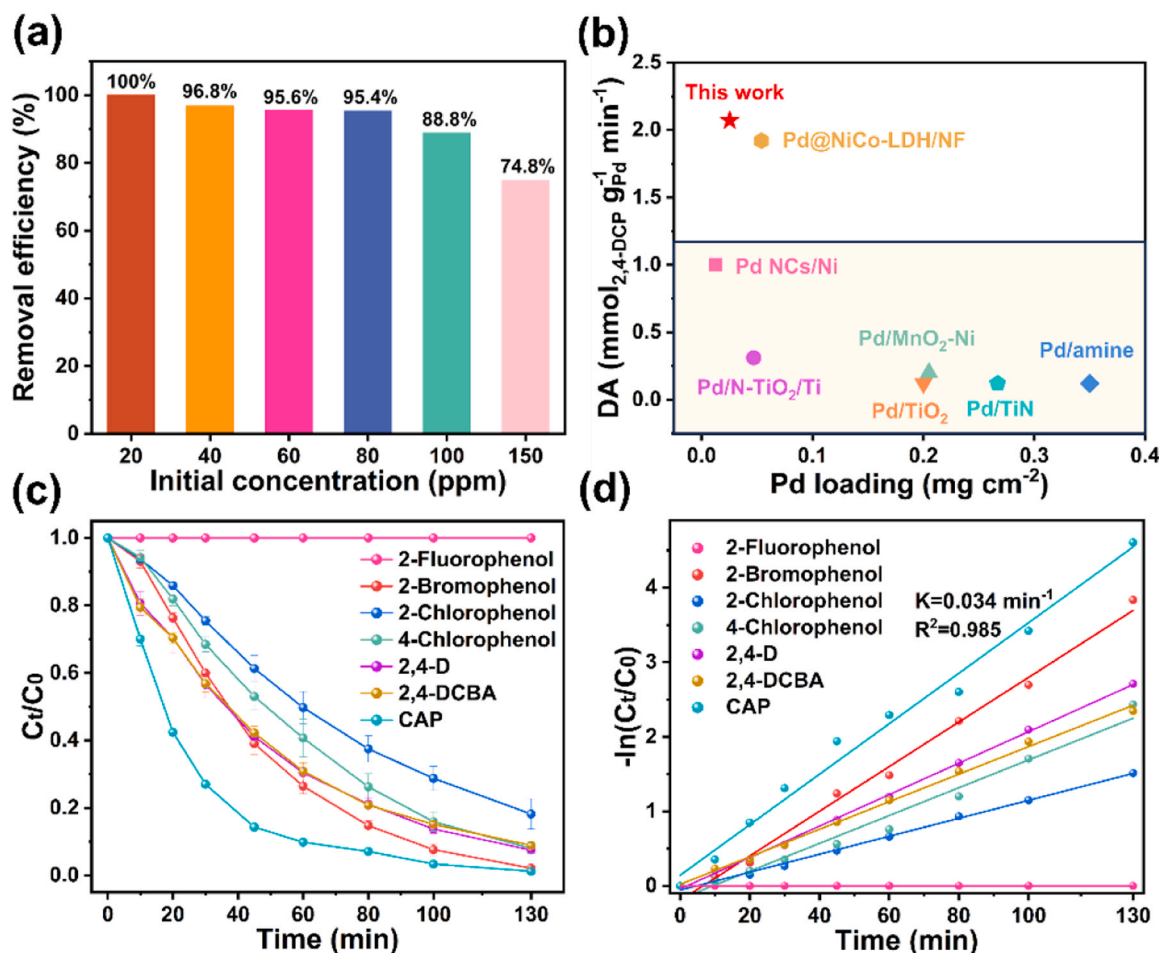 (a)
Removal efficiency (%)
100
80
60
40
20
0
100%
96.8%
95.6%
95.4%
88.8%
74.8%
20 40 60 80 100 150
Initial concentration (ppm)
(b)
DA (mmol2,4-DCP gPd⁻¹ min⁻¹)
2.5
2.0
1.5
1.0
0.5
0.0
This work
Pd@NiCo-LDH/NF
Pd NCs/Ni
Pd/N-TiO₂/Ti
Pd/MnO₂-Ni
Pd/TiO₂
Pd/TiN
Pd/amine
0.0 0.1 0.2 0.3 0.4
Pd loading (mg cm⁻²)
(c)
Ct/C0
1.0
0.8
0.6
0.4
0.2
0.0
2-Fluorophenol
2-Bromophenol
2-Chlorophenol
4-Chlorophenol
2,4-D
2,4-DCBA
CAP
0 20 40 60 80 100 130
Time (min)
(d)
-ln(Ct/C0)
4
3
2
1
0
2-Fluorophenol
2-Bromophenol
2-Chlorophenol
4-Chlorophenol
2,4-D
2,4-DCBA
CAP
K=0.034 min⁻¹
R²=0.985
0 20 40 60 80 100 130
Time (min)